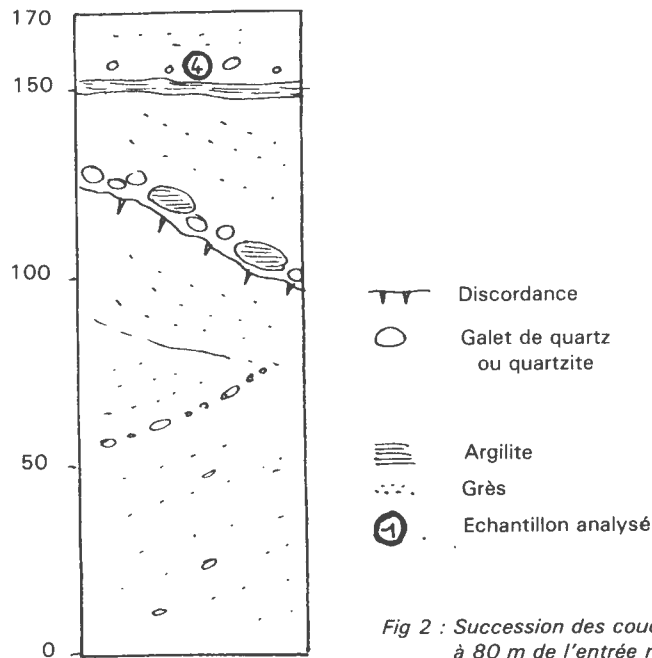 170
4
150
100
50
0
Discordance
Galet de quartz
ou quartzite
Argilite
Grès
1
Echantillon analysé
Fig 2 : Succession des
à 80 m de l'entrée